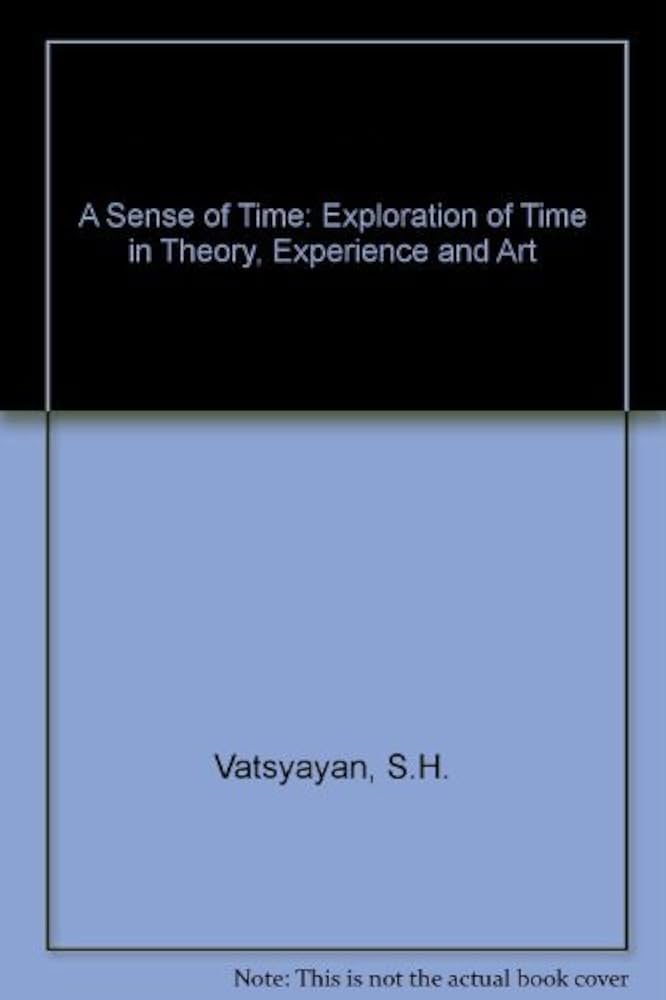 A Sense of Time: Exploration of Time
in Theory, Experience and Art
Vatsyayan, S.H.
Note: This is not the actual book cover